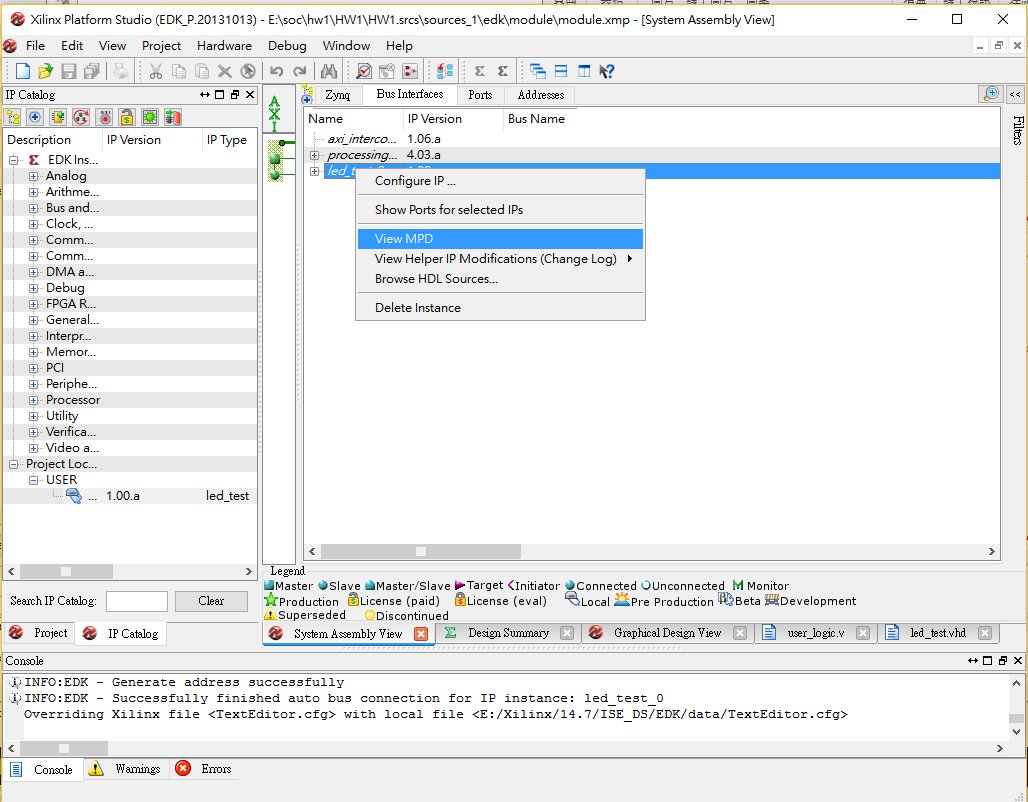 Xilinx Platform Studio (EDK_P.20131013) - E:\soc\hw1\HW1\HW1.srcs\sources_1\edk\module\module.xmp - [System Assembly View]
File Edit View Project Hardware Debug Window Help
IP Catalog
Description IP Version IP Type
EDK Ins...
Analog
Arithme...
Bus and...
Clock, ...
Comm...
Comm...
DMA a...
Debug
FPGA R...
General...
Interpr...
Memor...
PCI
Periphe...
Processor
Utility
Verifica...
Video a...
Project Loc...
USER
... 1.00.a led_test
Search IP Catalog: Clear
Project IP Catalog
AXI
Zynq Bus Interfaces Ports Addresses
Name IP Version Bus Name
axi_interco... 1.06.a
processing... 4.03.a
Configure IP ...
Show Ports for selected IPs
View MPD
View Helper IP Modifications (Change Log)
Browse HDL Sources...
Delete Instance
<<
Filters
Legend
Master Slave Master/Slave Target Initiator Connected Unconnected M Monitor
Production License (paid) License (eval) Local Pre Production Beta Development
Superseded Discontinued
System Assembly View Design Summary Graphical Design View user_logic.v led_test.vhd
Console
INFO:EDK - Generate address successfully
INFO:EDK - Successfully finished auto bus connection for IP instance: led_test_0
Overriding Xilinx file <TextEditor.cfg> with local file <E:/Xilinx/14.7/ISE_DS/EDK/data/TextEditor.cfg>
Console Warnings Errors